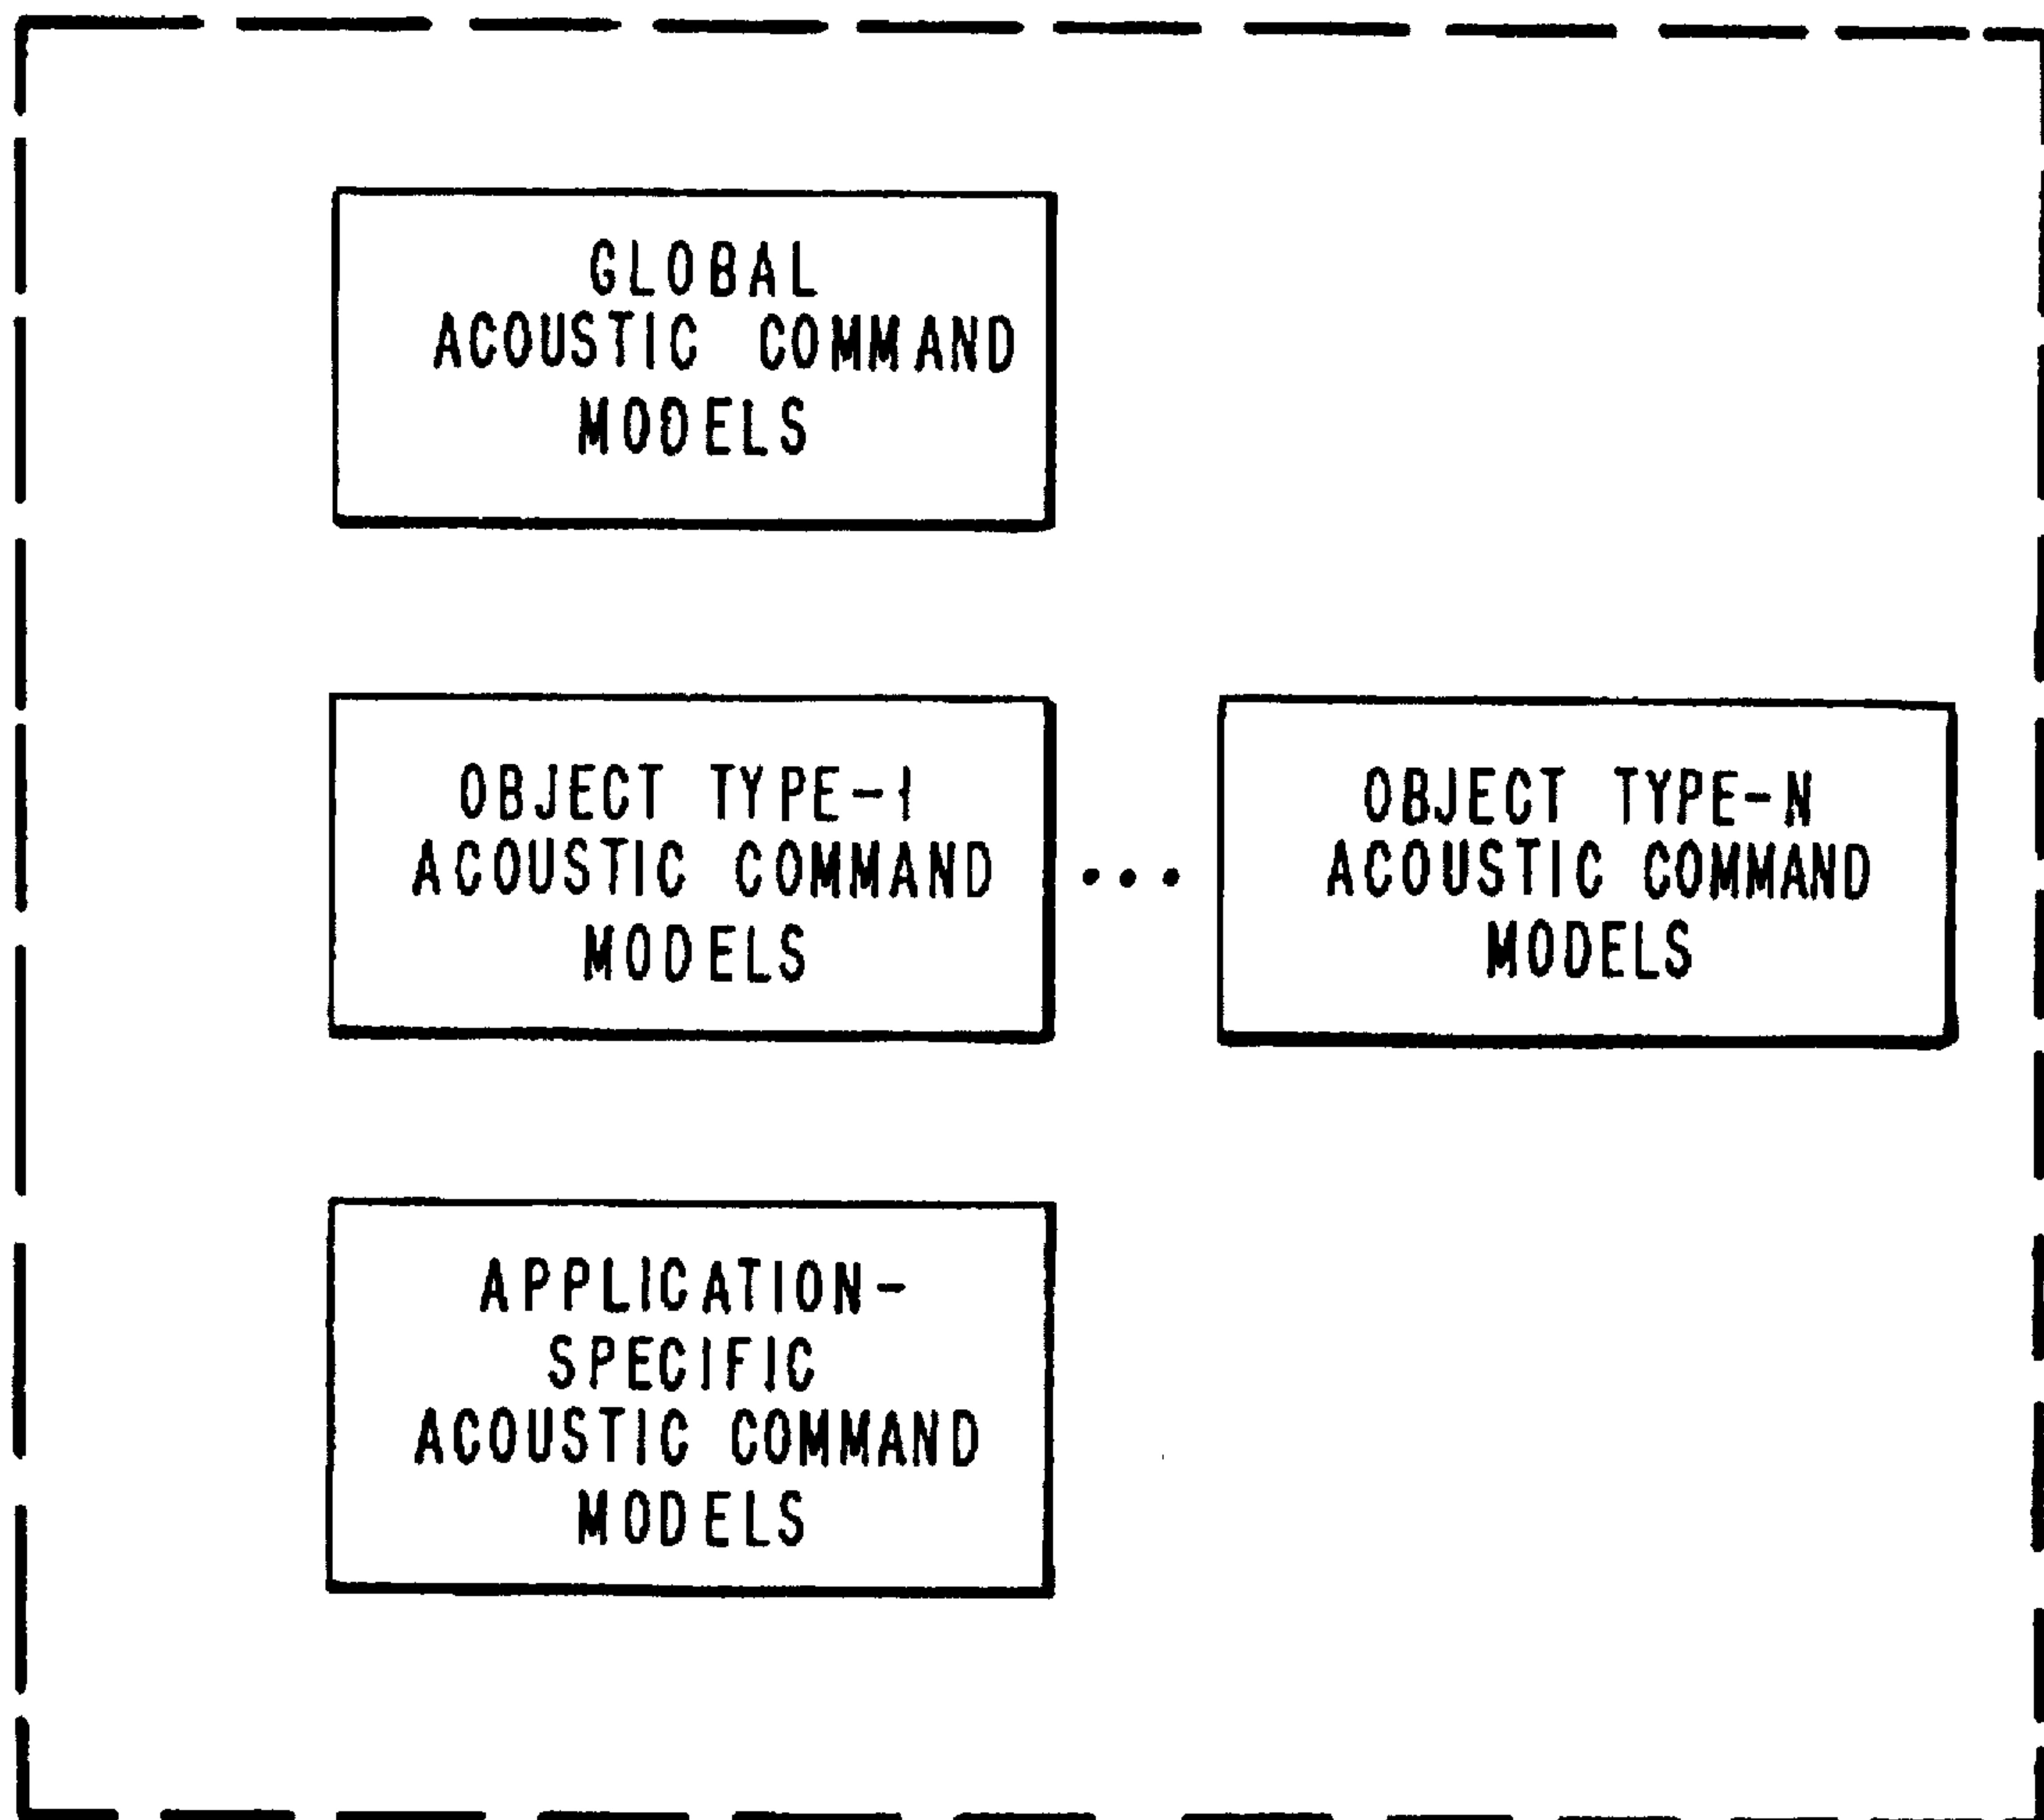 GLOBAL
ACOUSTIC COMMAND
MODELS
OBJECT TYPE-1
ACOUSTIC COMMAND
MODELS
...
OBJECT TYPE-N
ACOUSTIC COMMAND
MODELS
APPLICATION-
SPECIFIC
ACOUSTIC COMMAND
MODELS